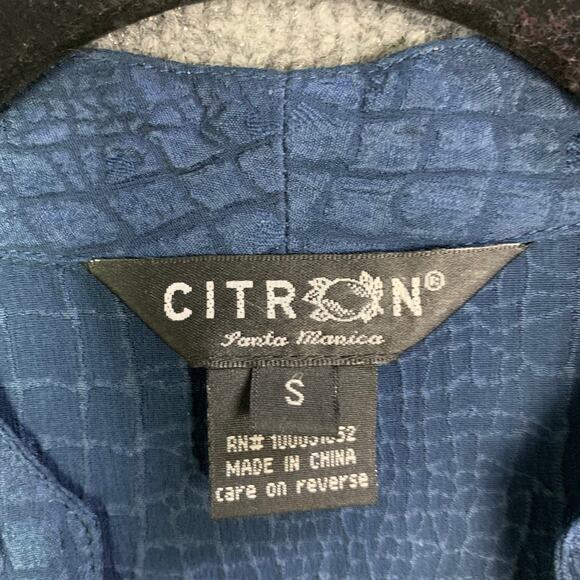 CITRON®
Santa Monica
S
RN#
MADE IN CHINA
care on reverse